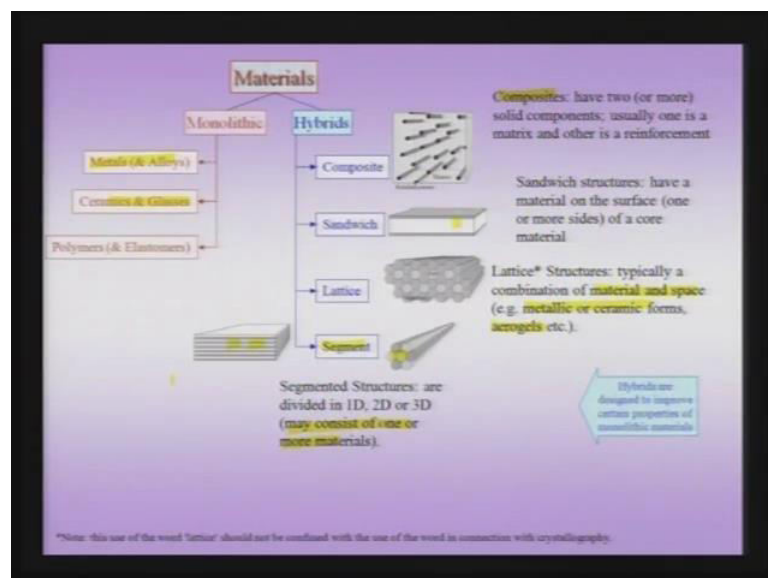 Materials
Monolithic
Hybrids
Metals (& Alloys)
Ceramics & Glasses
Polymers (& Elastomers)
Composite
Sandwich
Lattice
Segment
Composites: have two (or more)
solid components; usually one is a
matrix and other is a reinforcement
Sandwich structures: have a
material on the surface (one
or more sides) of a core
material
Lattice* Structures: typically a
combination of material and space
(e.g. metallic or ceramic forms,
aerogels etc.).
Segmented Structures: are
divided in 1D, 2D or 3D
(may consist of one or
more materials).
Hybrids are
designed to improve
certain properties of
monolithic materials
*Note: this use of the word 'lattice' should not be confused with the use of the word in connection with crystallography.